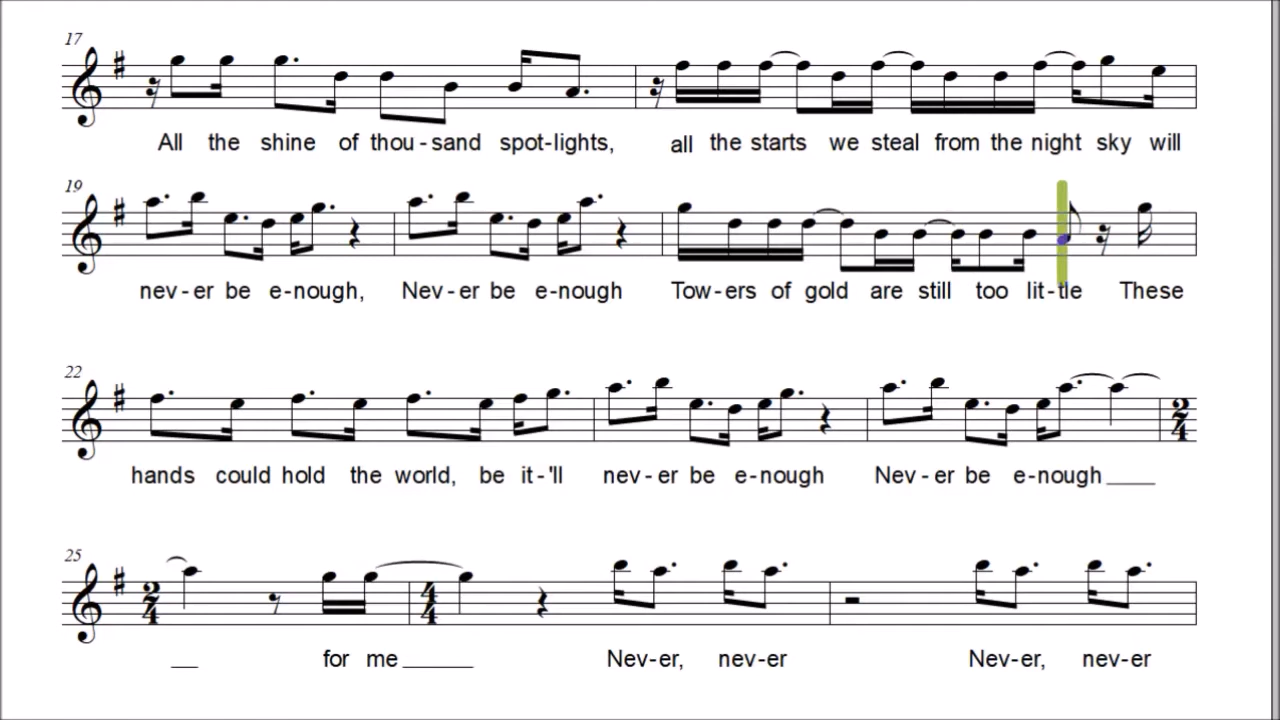 17
All the shine of thou-sand spot-lights, all the starts we steal from the night sky will
19
nev-er be e-nough, Nev-er be e-nough Tow-ers of gold are still too lit-tle These
22
2
4
hands could hold the world, be it-'ll nev-er be e-nough Nev-er be e-nough____
25
2
4
4
4
__ for me______ Nev-er, nev-er Nev-er, nev-er